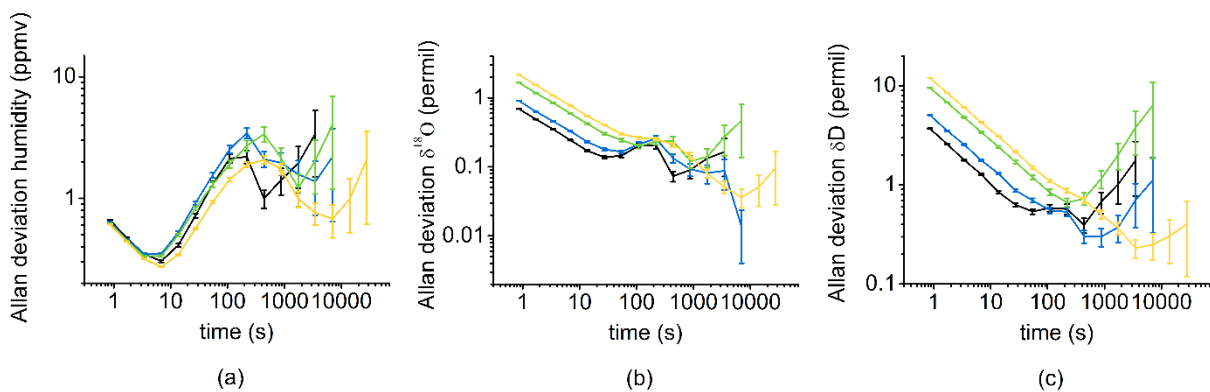 Allan deviation humidity (ppmv)
10
1
1 10 100 1000 10000
time (s)
(a)
Allan deviation δ¹⁸O (permil)
1
0.1
0.01
1 10 100 1000 10000
time (s)
(b)
Allan deviation δD (permil)
10
1
0.1
1 10 100 1000 10000
time (s)
(c)